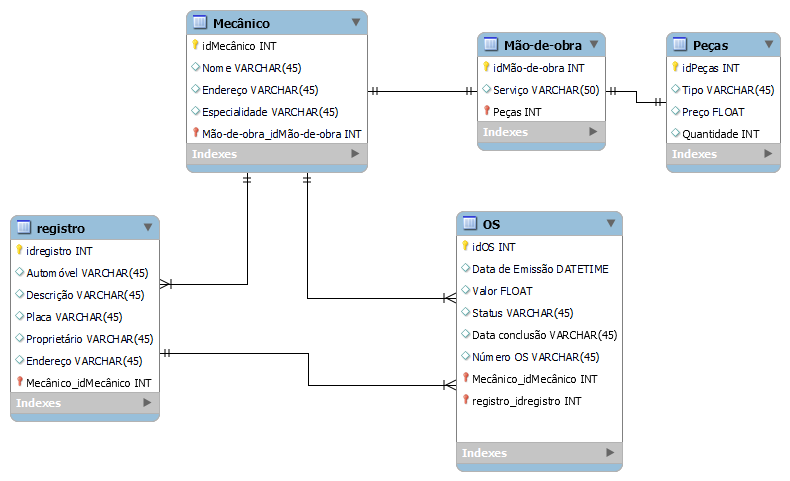 Mecânico
idMecânico INT
Nome VARCHAR(45)
Endereço VARCHAR(45)
Especialidade VARCHAR(45)
Mão-de-obra_idMão-de-obra INT
Indexes
Mão-de-obra
idMão-de-obra INT
Serviço VARCHAR(50)
Peças INT
Indexes
Peças
idPeças INT
Tipo VARCHAR(45)
Preço FLOAT
Quantidade INT
Indexes
registro
idregistro INT
Automóvel VARCHAR(45)
Descrição VARCHAR(45)
Placa VARCHAR(45)
Proprietário VARCHAR(45)
Endereço VARCHAR(45)
Mecânico_idMecânico INT
Indexes
OS
idOS INT
Data de Emissão DATETIME
Valor FLOAT
Status VARCHAR(45)
Data conclusão VARCHAR(45)
Número OS VARCHAR(45)
Mecânico_idMecânico INT
registro_idregistro INT
Indexes